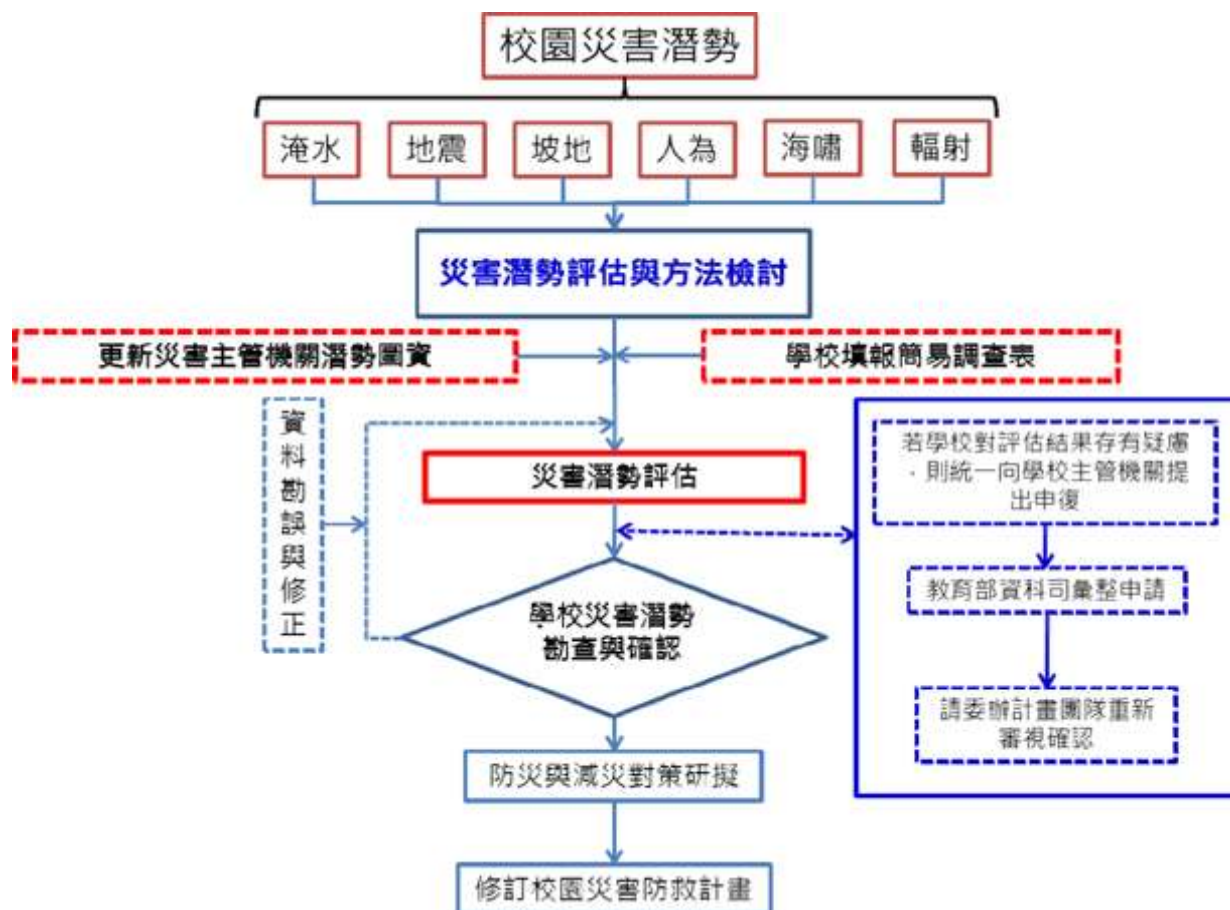 校園災害潛勢
淹水
地震
坡地
人為
海嘯
輻射
災害潛勢評估與方法檢討
更新災害主管機關潛勢圖資
學校填報簡易調查表
資料勘誤與修正
災害潛勢評估
若學校對評估結果存有疑慮
，則統一向學校主管機關提
出申復
教育部資科司彙整申請
請委辦計畫團隊重新
審視確認
學校災害潛勢
勘查與確認
防災與減災對策研擬
修訂校園災害防救計畫